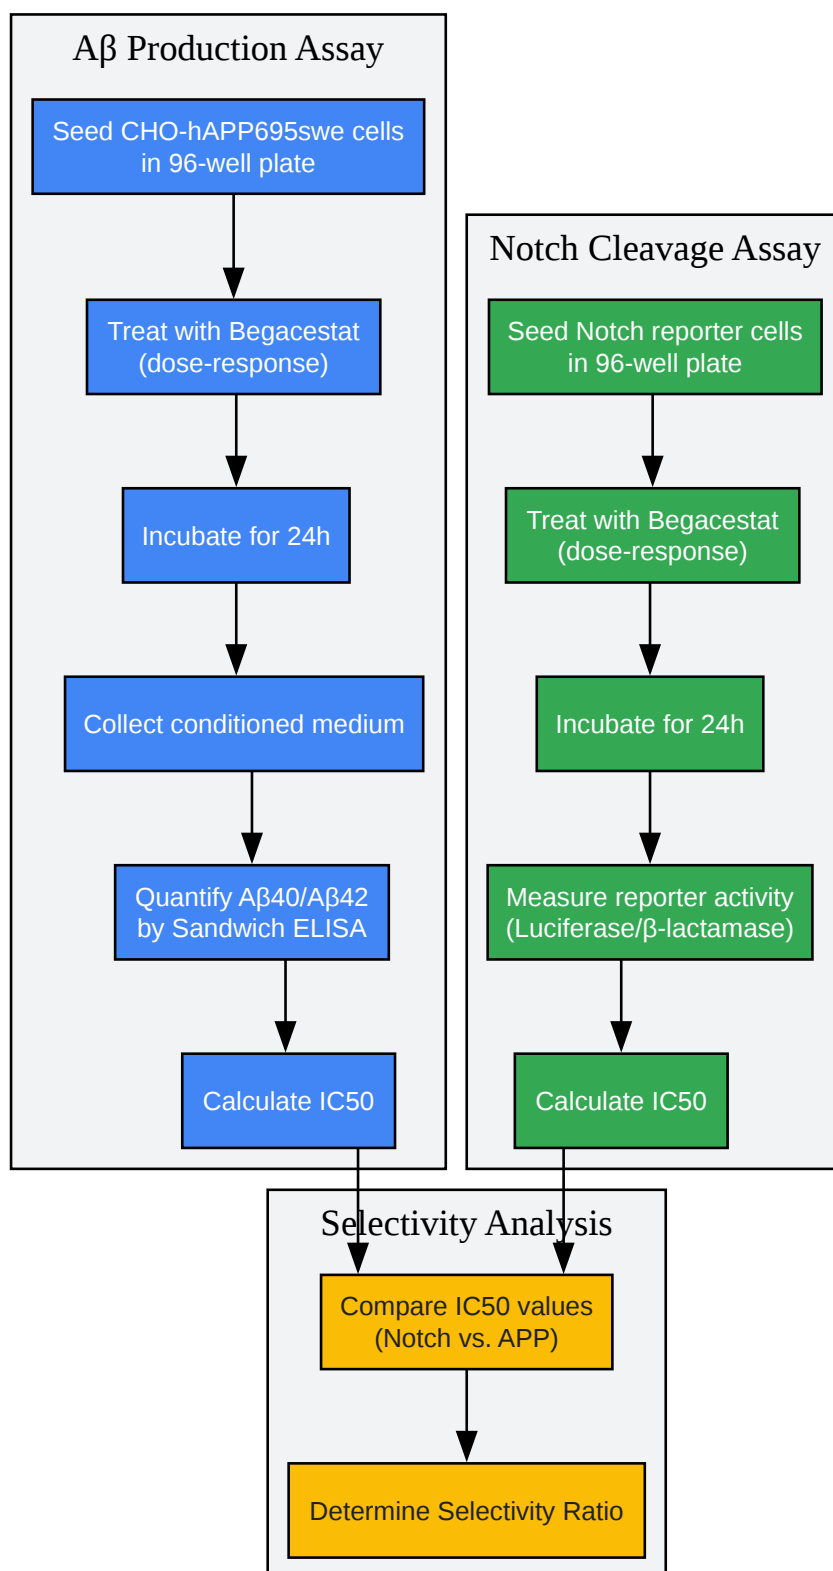 Aβ Production Assay
Seed CHO-hAPP695swe cells
in 96-well plate
Treat with Begacestat
(dose-response)
Incubate for 24h
Collect conditioned medium
Quantify Aβ40/Aβ42
by Sandwich ELISA
Calculate IC50
Notch Cleavage Assay
Seed Notch reporter cells
in 96-well plate
Treat with Begacestat
(dose-response)
Incubate for 24h
Measure reporter activity
(Luciferase/β-lactamase)
Calculate IC50
Selectivity Analysis
Compare IC50 values
(Notch vs. APP)
Determine Selectivity Ratio